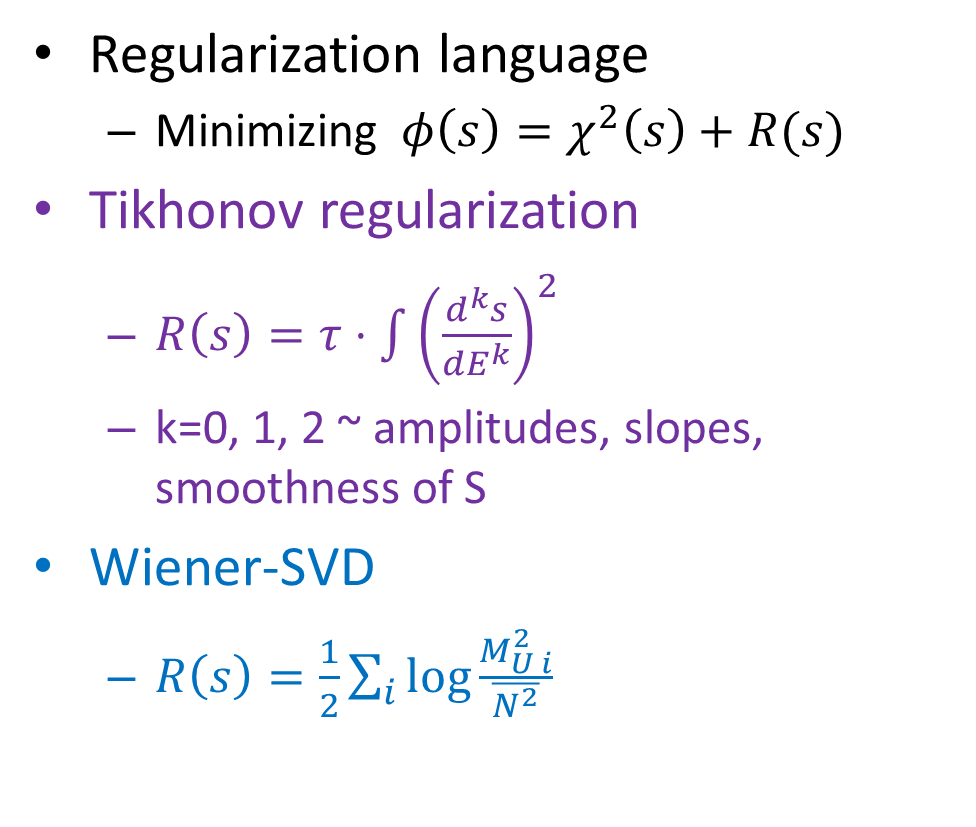 • Regularization language
– Minimizing $\phi(s) = \chi^2(s) + R(s)$
• Tikhonov regularization
– $R(s) = \tau \cdot \int \left(\frac{d^k s}{dE^k}\right)^2$
– k=0, 1, 2 ~ amplitudes, slopes,
smoothness of S
• Wiener-SVD
– $R(s) = \frac{1}{2} \sum_i \log \frac{M_{U\,i}^2}{\overline{N^2}}$